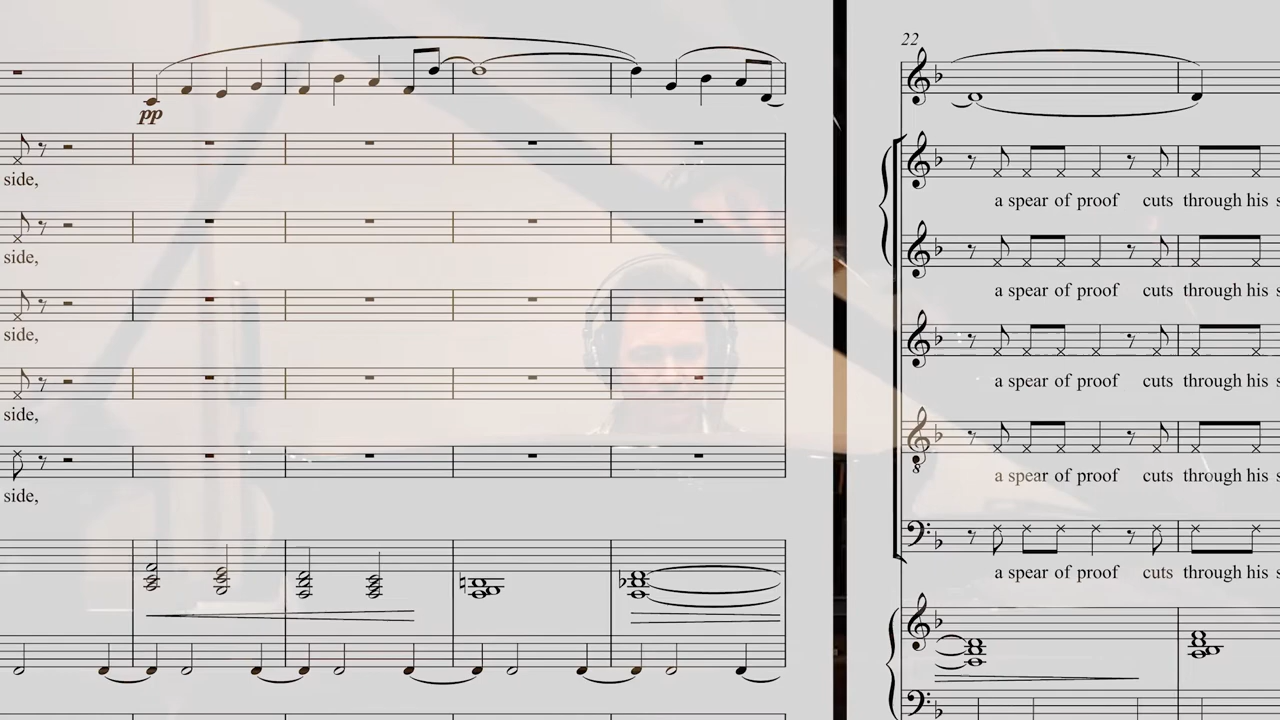 pp
side,
side,
side,
side,
side,
22
a spear of proof cuts through his
a spear of proof cuts through his
a spear of proof cuts through his
8
a spear of proof cuts through his
a spear of proof cuts through his